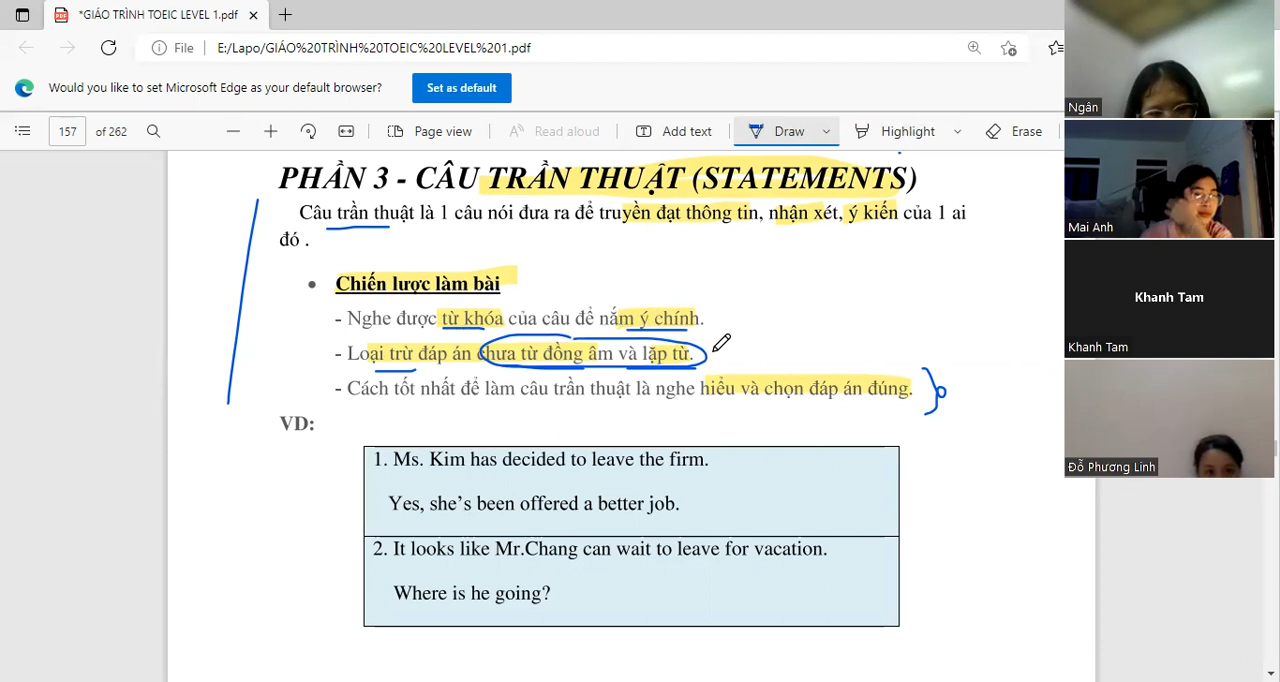 *GIÁO TRÌNH TOEIC LEVEL 1.pdf
File E:/Lapo/GIÁO%20TRÌNH%20TOEIC%20LEVEL%201.pdf
Would you like to set Microsoft Edge as your default browser? Set as default
157 of 262 Page view Read aloud Add text Draw Highlight Erase
PHẦN 3 - CÂU TRẦN THUẬT (STATEMENTS)
Câu trần thuật là 1 câu nói đưa ra để truyền đạt thông tin, nhận xét, ý kiến của 1 ai
đó .
• Chiến lược làm bài
- Nghe được từ khóa của câu để nắm ý chính.
- Loại trừ đáp án chưa từ đồng âm và lặp từ.
- Cách tốt nhất để làm câu trần thuật là nghe hiểu và chọn đáp án đúng.
VD:
1. Ms. Kim has decided to leave the firm.
Yes, she’s been offered a better job.
2. It looks like Mr.Chang can wait to leave for vacation.
Where is he going?
Ngân
Mai Anh
Khanh Tam
Khanh Tam
Đỗ Phương Linh